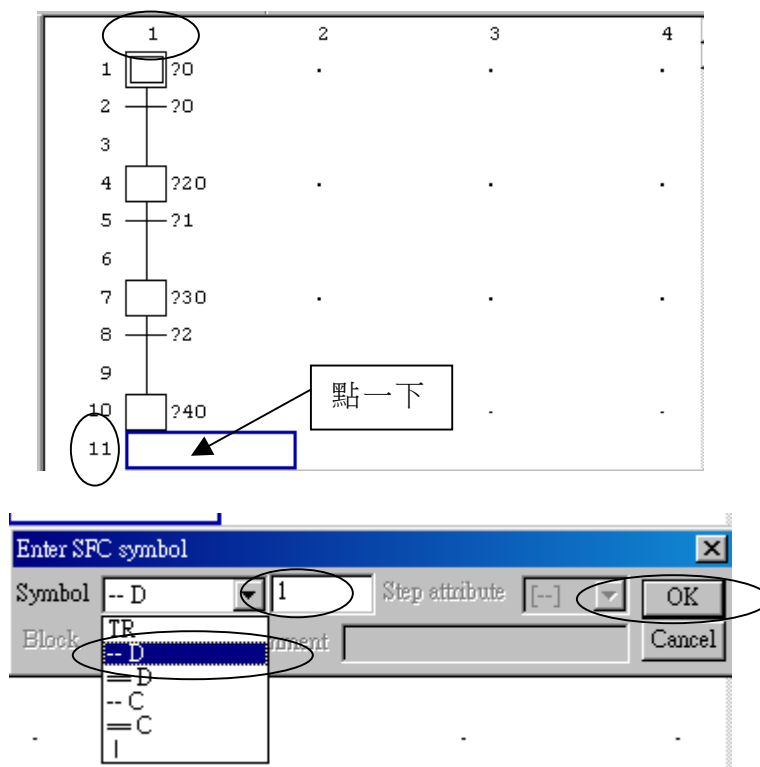 1 2 3 4
1 ?0
2 ?0
3
4 ?20
5 ?1
6
7 ?30
8 ?2
9
點一下
10 ?40
11
Enter SFC symbol
Symbol -- D 1 Step attribute [--] OK
TR
Block Cancel
-- D
== D
-- C
== C
|